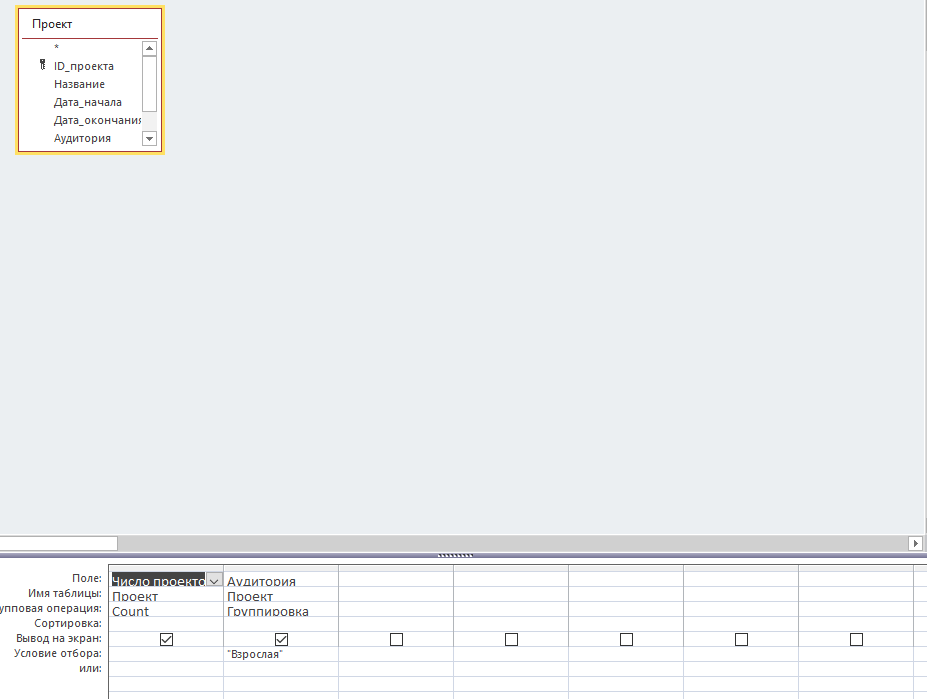 Проект
*
ID_проекта
Название
Дата_начала
Дата_окончания
Аудитория
Поле: Число проекто Аудитория
Имя таблицы: Проект Проект
упповая операция: Count Группировка
Сортировка:
Вывод на экран:
Условие отбора: "Взрослая"
или: